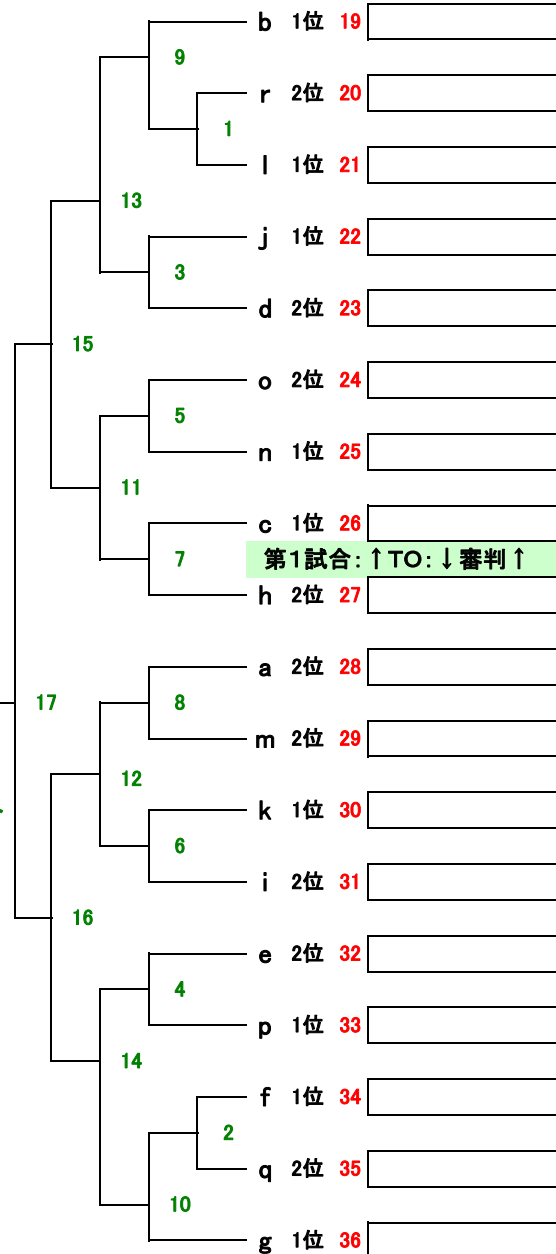 b 1位 19
9
r 2位 20
1
l 1位 21
13
j 1位 22
3
d 2位 23
15
o 2位 24
5
n 1位 25
11
c 1位 26
7
第1試合:↑TO:↓審判↑
h 2位 27
a 2位 28
17
8
m 2位 29
12
k 1位 30
6
i 2位 31
16
e 2位 32
4
p 1位 33
14
f 1位 34
2
q 2位 35
10
g 1位 36